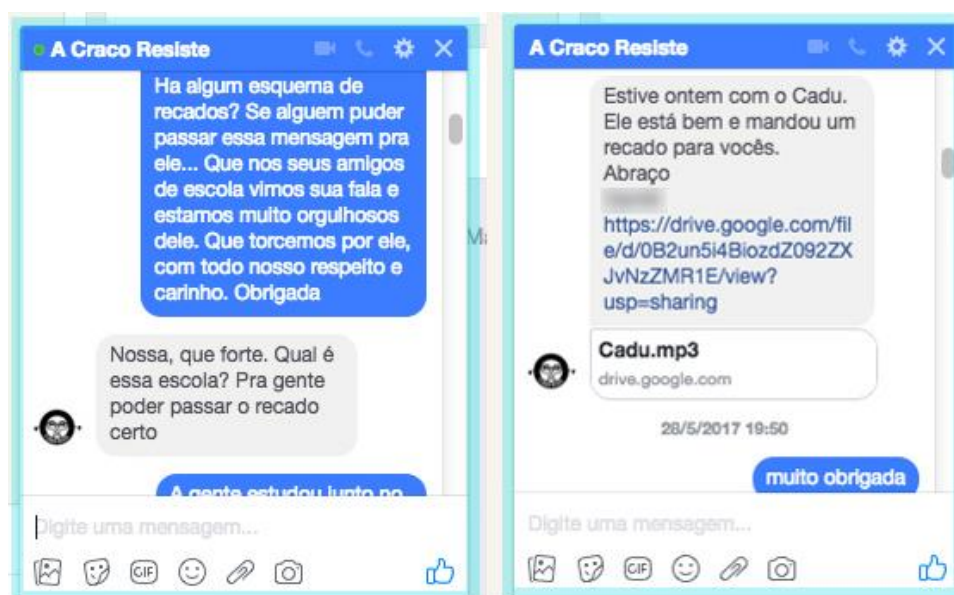 A Craco Resiste
Ha algum esquema de
recados? Se alguem puder
passar essa mensagem pra
ele... Que nos seus amigos
de escola vimos sua fala e
estamos muito orgulhosos
dele. Que torcemos por ele,
com todo nosso respeito e
carinho. Obrigada
Nossa, que forte. Qual é
essa escola? Pra gente
poder passar o recado
certo
A gente estudou junto no
Digite uma mensagem...
GIF
A Craco Resiste
Estive ontem com o Cadu.
Ele está bem e mandou um
recado para vocês.
Abraço
https://drive.google.com/fil
e/d/0B2un5i4BiozdZ092ZX
JvNzZMR1E/view?
usp=sharing
Cadu.mp3
drive.google.com
28/5/2017 19:50
muito obrigada
Digite uma mensagem...
GIF